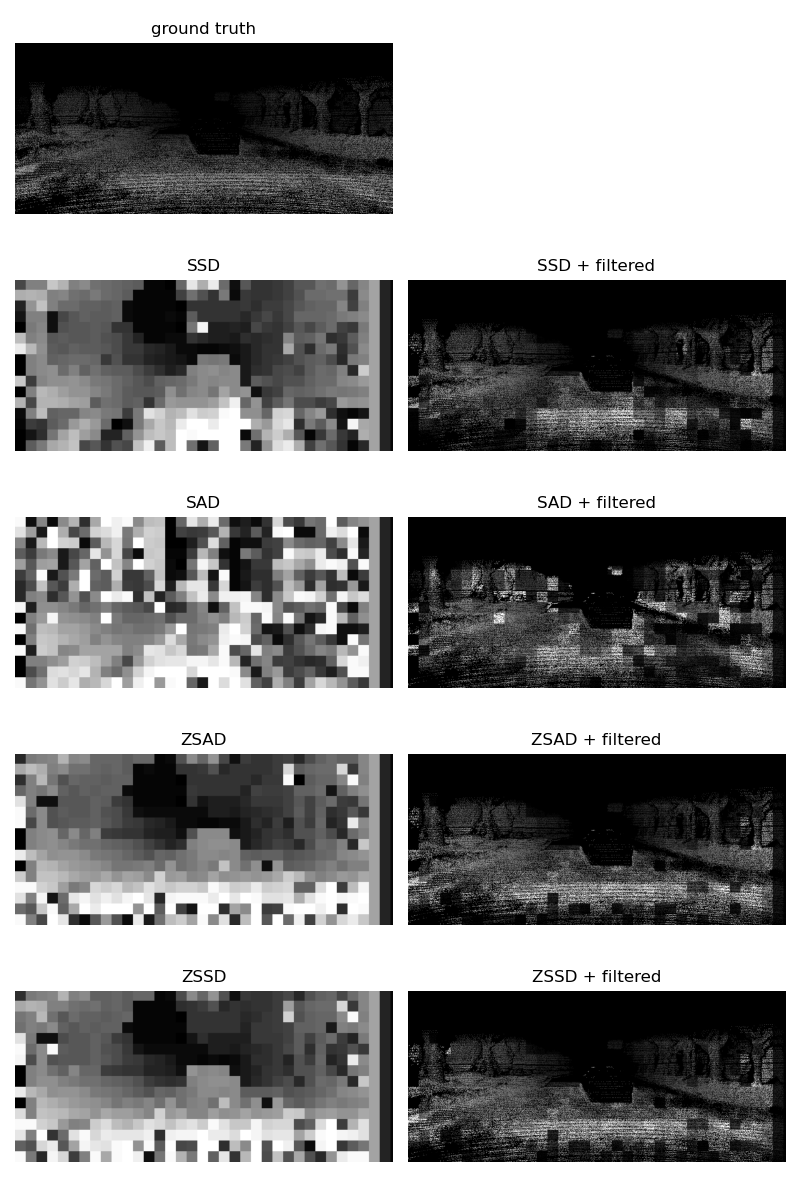 ground truth
SSD
SSD + filtered
SAD
SAD + filtered
ZSAD
ZSAD + filtered
ZSSD
ZSSD + filtered